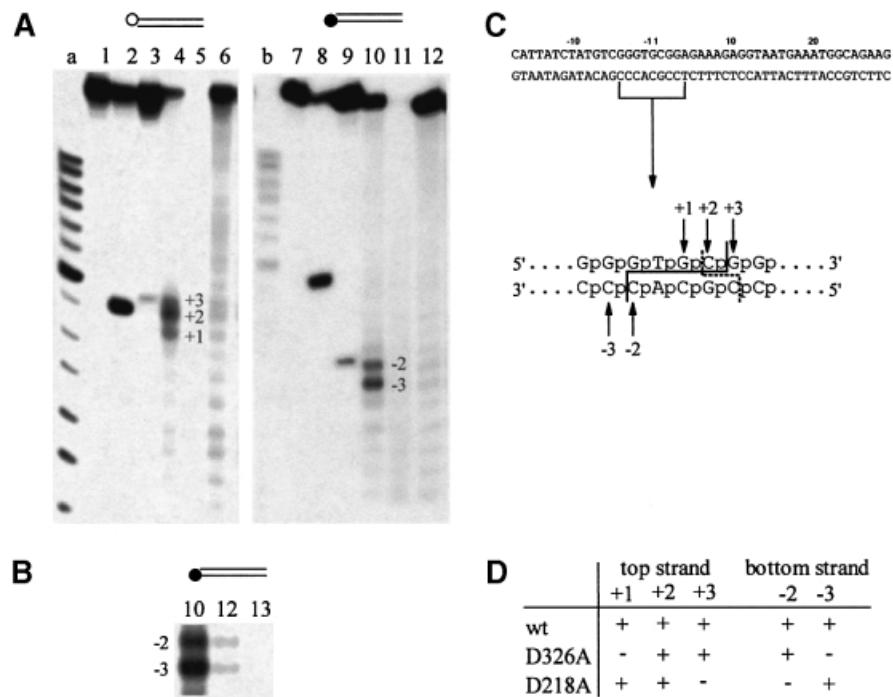 A
a 1 2 3 4 5 6
+3
+2
+1
b 7 8 9 10 11 12
-2
-3
B
10 12 13
-2
-3
C
-10 -11 10 20
CATTATCTATGTCGGGTGCGGAGAAAGAGGTAATGAAATGGCAGAAG
GTAATAGATACAGCCCACGCCTCTTTCTCCATTACTTTACCGTCTTC
+1 +2 +3
5'....GpGpGpTpGpCpGpGp....3'
3'....CpCpCpApCpGpCpCp....5'
-3 -2
D
top strand bottom strand
+1 +2 +3 -2 -3
wt + + + + +
D326A - + + + -
D218A + + - - +